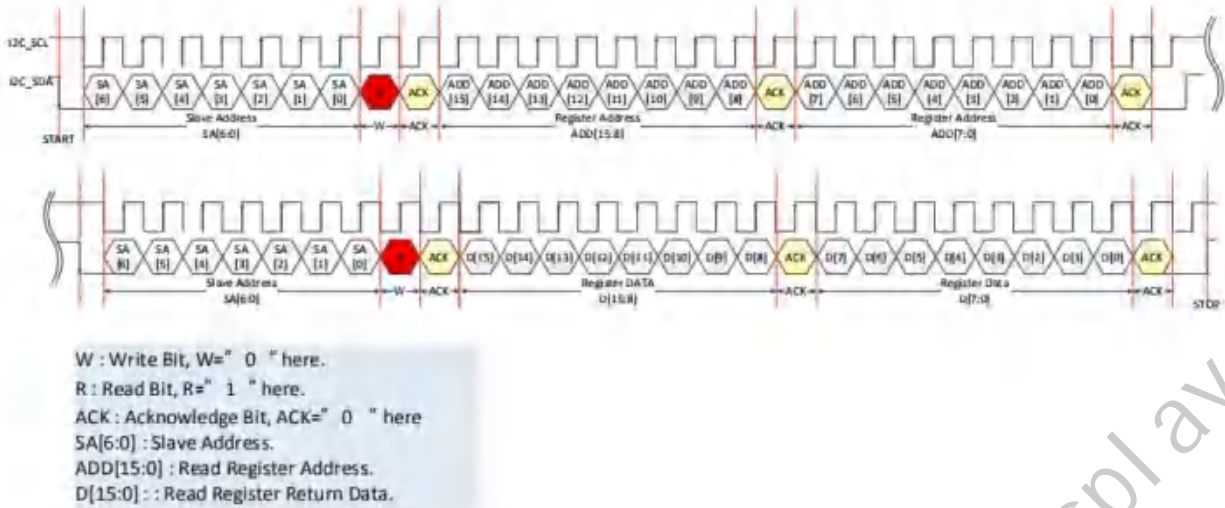 I2C_SCL
I2C_SDA
SA [6] SA [5] SA [4] SA [3] SA [2] SA [1] SA [0] ACK ADD [15] ADD [14] ADD [13] ADD [12] ADD [11] ADD [10] ADD [9] ADD [8] ACK ADD [7] ADD [6] ADD [5] ADD [4] ADD [3] ADD [2] ADD [1] ADD [0] ACK
START Slave Address W ACK Register Address ACK Register Address ACK
SA[6:0] ADD[15:8] ADD[7:0]
SA [6] SA [5] SA [4] SA [3] SA [2] SA [1] SA [0] ACK D[15] D[14] D[13] D[12] D[11] D[10] D[9] D[8] ACK D[7] D[6] D[5] D[4] D[3] D[2] D[1] D[0] ACK
Slave Address W ACK Register DATA ACK Register Data ACK
SA[6:0] D[15:8] D[7:0] STOP
W : Write Bit, W=" 0 " here.
R : Read Bit, R=" 1 " here.
ACK : Acknowledge Bit, ACK=" 0 " here
SA[6:0] : Slave Address.
ADD[15:0] : Read Register Address.
D[15:0] : : Read Register Return Data.